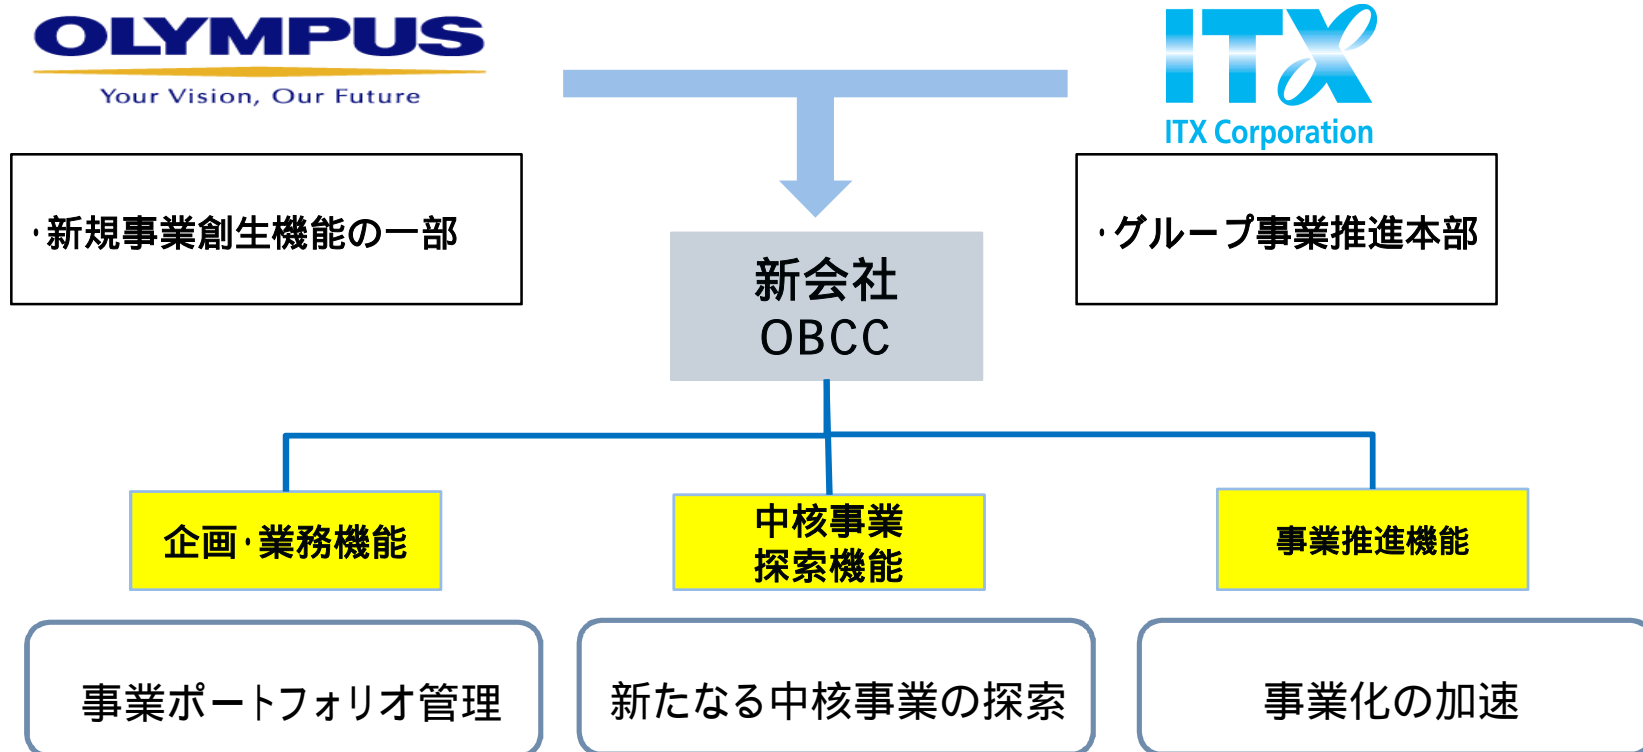 OLYMPUS
Your Vision, Our Future
ITX
ITX Corporation
・新規事業創生機能の一部
・グループ事業推進本部
新会社
OBCC
企画・業務機能
中核事業
探索機能
事業推進機能
事業ポートフォリオ管理
新たなる中核事業の探索
事業化の加速